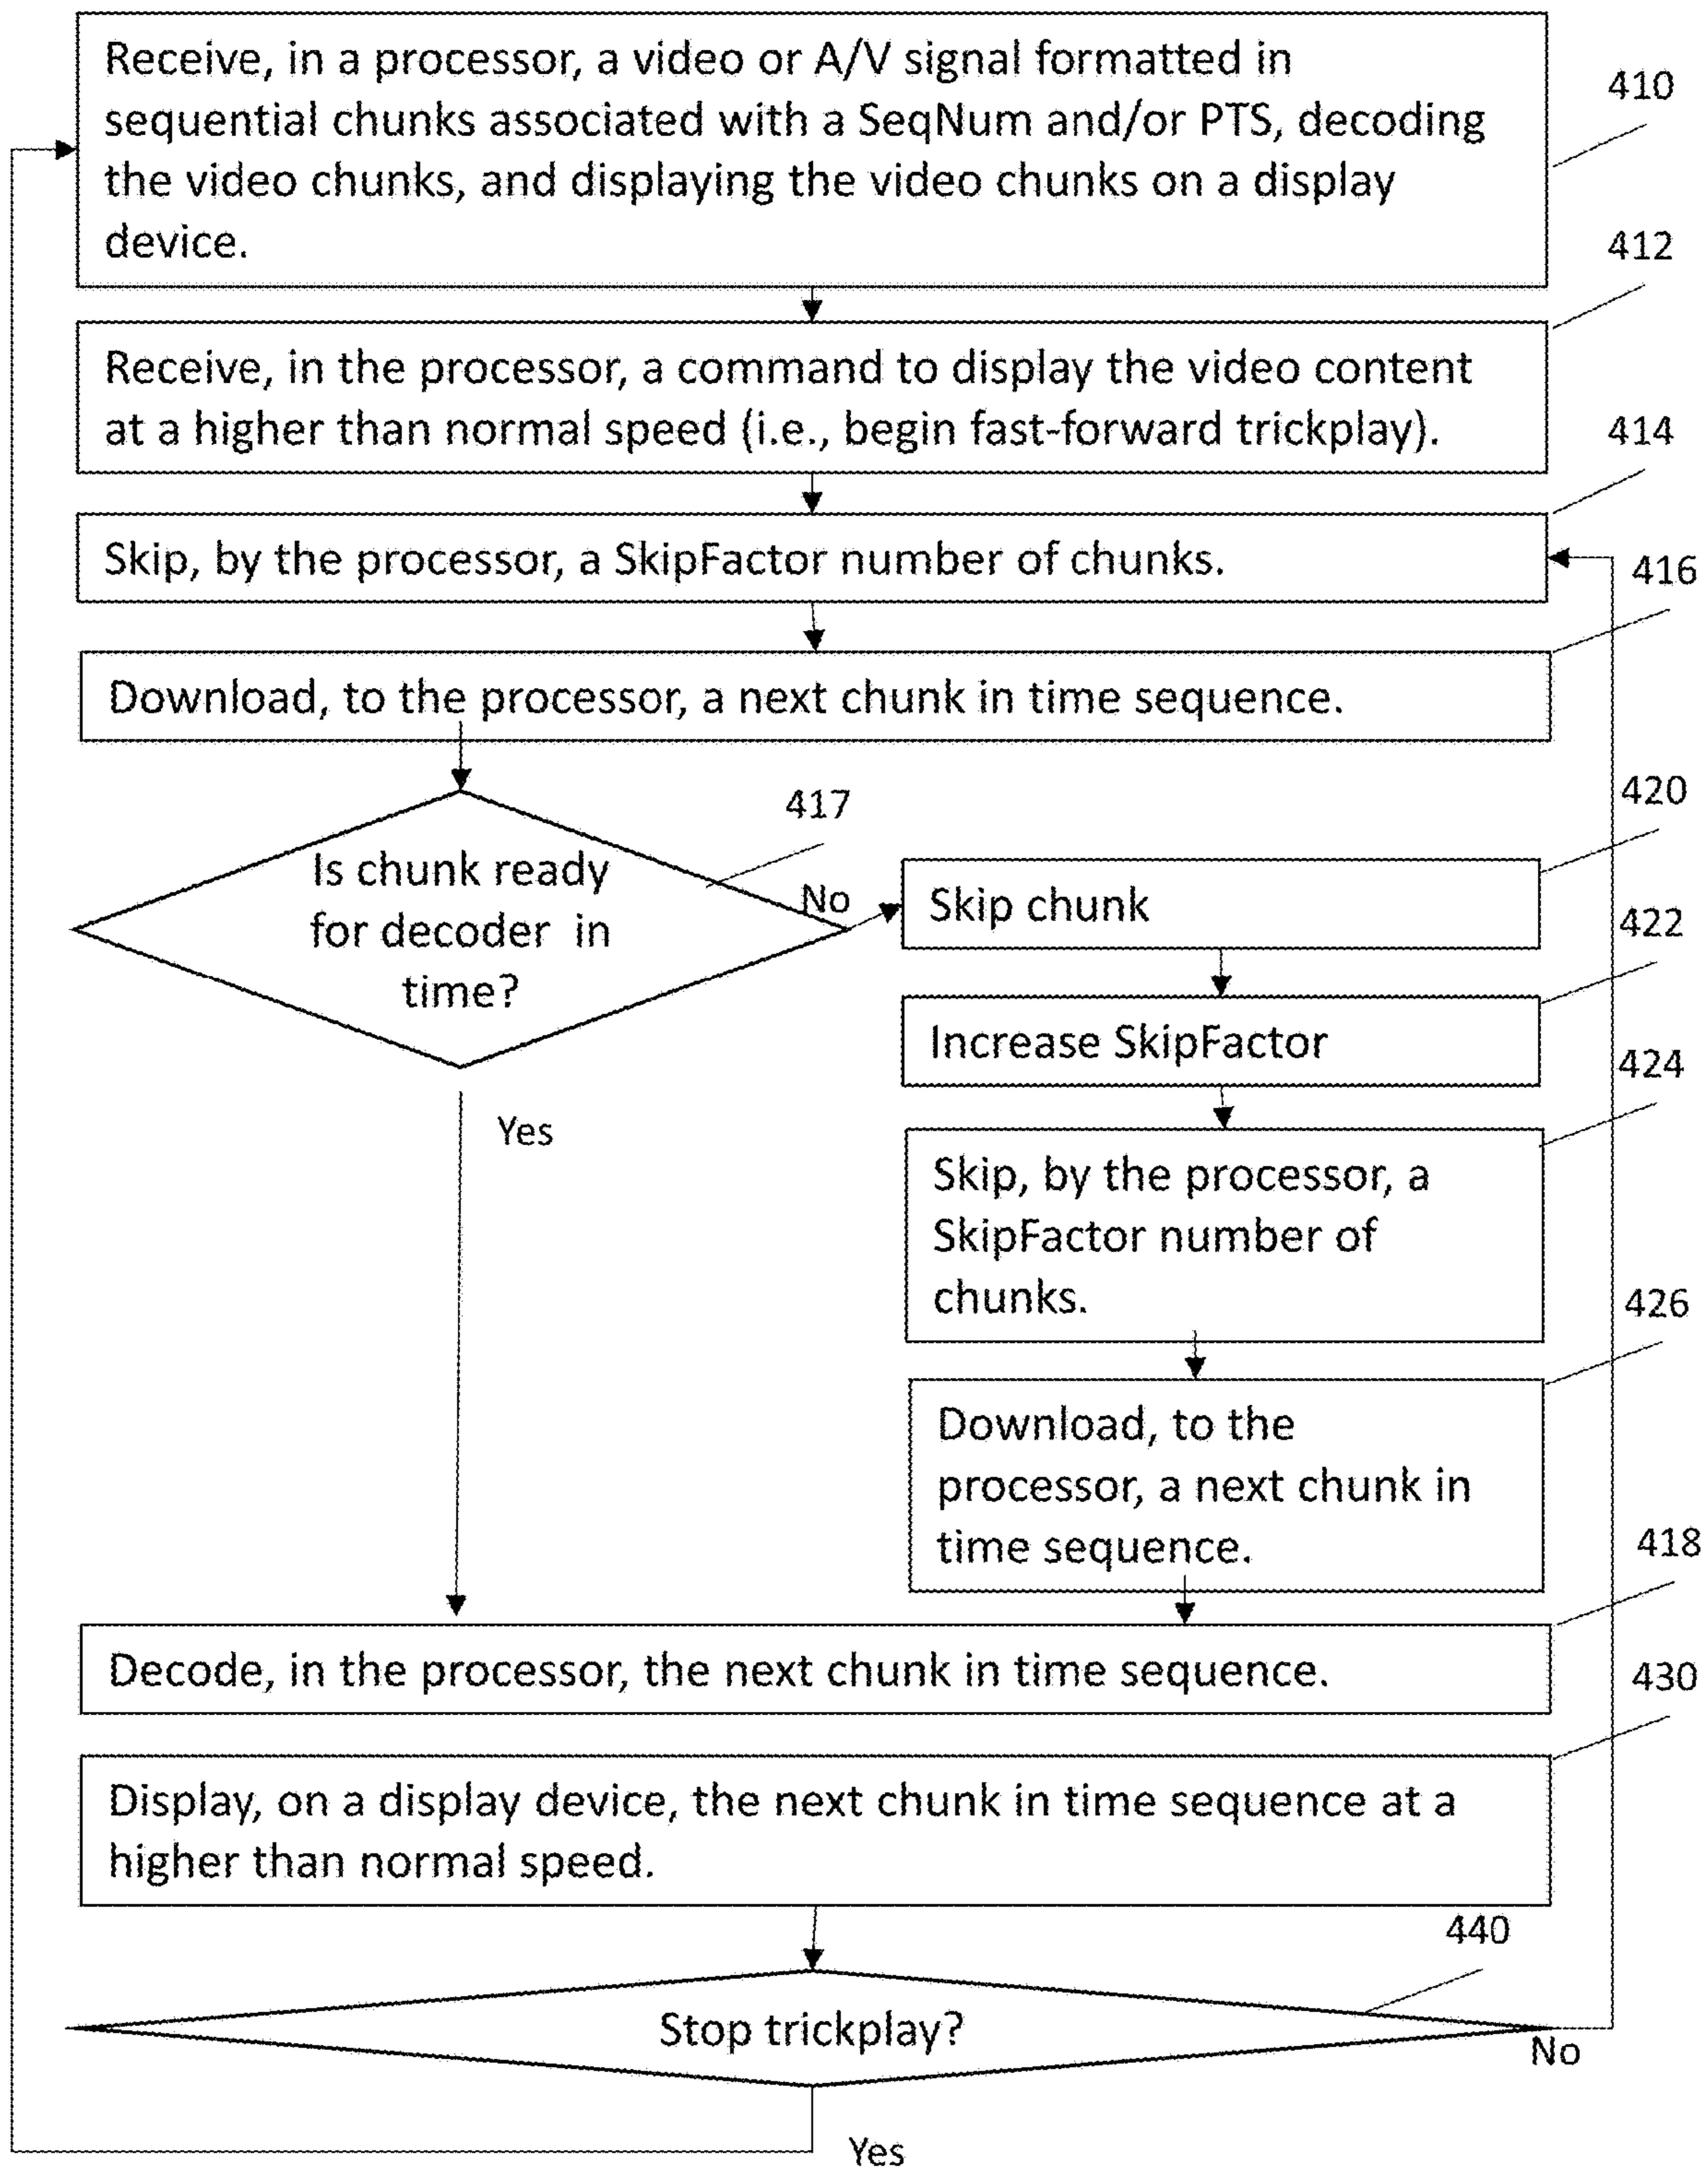 Receive, in a processor, a video or A/V signal formatted in
sequential chunks associated with a SeqNum and/or PTS, decoding
the video chunks, and displaying the video chunks on a display
device.
410
412
Receive, in the processor, a command to display the video content
at a higher than normal speed (i.e., begin fast-forward trickplay).
414
Skip, by the processor, a SkipFactor number of chunks.
416
Download, to the processor, a next chunk in time sequence.
417
420
Is chunk ready
for decoder in
time?
No
Skip chunk
422
Increase SkipFactor
424
Yes
Skip, by the processor, a
SkipFactor number of
chunks.
426
Download, to the
processor, a next chunk in
time sequence.
418
Decode, in the processor, the next chunk in time sequence.
430
Display, on a display device, the next chunk in time sequence at a
higher than normal speed.
440
Stop trickplay?
No
Yes